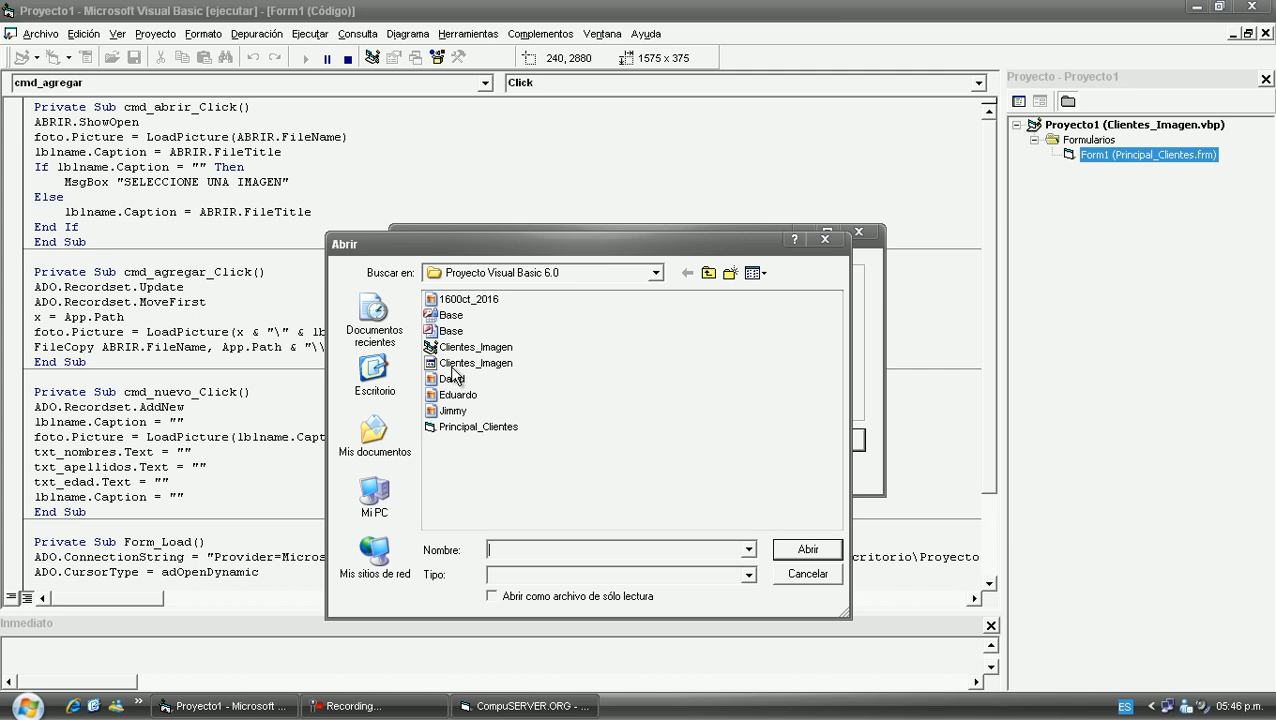 Proyecto1 - Microsoft Visual Basic [ejecutar] - [Form1 (Código)]
Archivo Edición Ver Proyecto Formato Depuración Ejecutar Consulta Diagrama Herramientas Complementos Ventana Ayuda
240, 2880 1575 x 375
cmd_agregar Click
Private Sub cmd_abrir_Click()
ABRIR.ShowOpen
foto.Picture = LoadPicture(ABRIR.FileName)
lblname.Caption = ABRIR.FileTitle
If lblname.Caption = "" Then
MsgBox "SELECCIONE UNA IMAGEN"
Else
lblname.Caption = ABRIR.FileTitle
End If
End Sub
Private Sub cmd_agregar_Click()
ADO.Recordset.Update
ADO.Recordset.MoveFirst
x = App.Path
foto.Picture = LoadPicture(x & "\" & lb
FileCopy ABRIR.FileName, App.Path & "\
End Sub
Private Sub cmd_nuevo_Click()
ADO.Recordset.AddNew
lblname.Caption = ""
foto.Picture = LoadPicture(lblname.Capt
txt_nombres.Text = ""
txt_apellidos.Text = ""
txt_edad.Text = ""
lblname.Caption = ""
End Sub
Private Sub Form_Load()
ADO.ConnectionString = "Provider=Micros critorio\Proyecto
ADO.CursorType = adOpenDynamic
Inmediato
Abrir
Buscar en: Proyecto Visual Basic 6.0
Documentos recientes
Escritorio
Mis documentos
Mi PC
Mis sitios de red
1600ct_2016
Base
Base
Clientes_Imagen
Clientes_Imagen
David
Eduardo
Jimmy
Principal_Clientes
Nombre: Abrir
Tipo: Cancelar
Abrir como archivo de sólo lectura
Proyecto - Proyecto1
Proyecto1 (Clientes_Imagen.vbp)
Formularios
Form1 (Principal_Clientes.frm)
Proyecto1 - Microsoft ... Recording... CompuSERVER.ORG - ... ES 05:46 p.m.